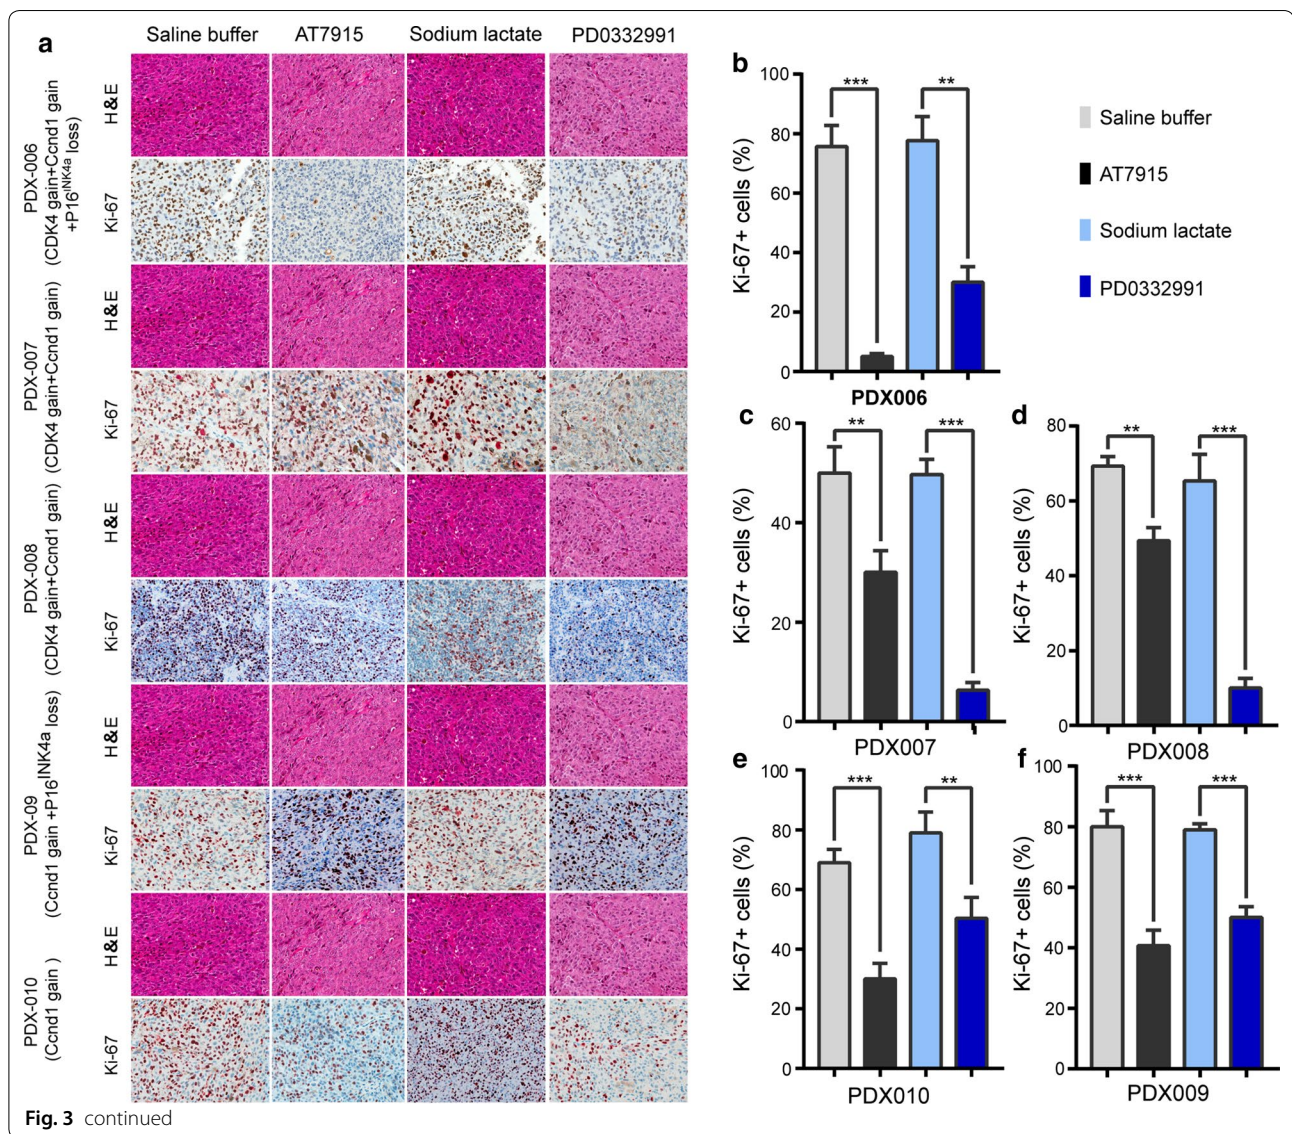 a
Saline buffer AT7915 Sodium lactate PD0332991
PDX-006
(CDK4 gain+Ccnd1 gain
+P16INK4a loss)
H&E
Ki-67
PDX-007
(CDK4 gain+Ccnd1 gain)
H&E
Ki-67
PDX-008
(CDK4 gain+Ccnd1 gain)
H&E
Ki-67
PDX-09
(Ccnd1 gain +P16INK4a loss)
H&E
Ki-67
PDX-010
(Ccnd1 gain )
H&E
Ki-67
b
Ki-67+ cells (%)
100
80
60
40
20
0
*** **
PDX006
Saline buffer
AT7915
Sodium lactate
PD0332991
c
Ki-67+ cells (%)
60
40
20
0
** ***
PDX007
d
Ki-67+ cells (%)
80
60
40
20
0
** ***
PDX008
e
Ki-67+ cells (%)
100
80
60
40
20
0
*** **
PDX010
f
Ki-67+ cells (%)
100
80
60
40
20
0
*** ***
PDX009
Fig. 3 continued